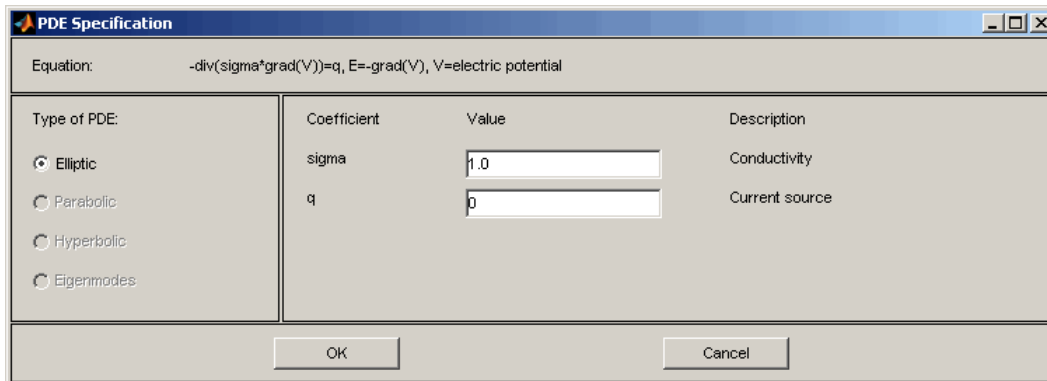 PDE Specification
Equation: -div(sigma*grad(V))=q, E=-grad(V), V=electric potential
Type of PDE:
Elliptic
Parabolic
Hyperbolic
Eigenmodes
Coefficient Value Description
sigma 1.0 Conductivity
q 0 Current source
OK Cancel